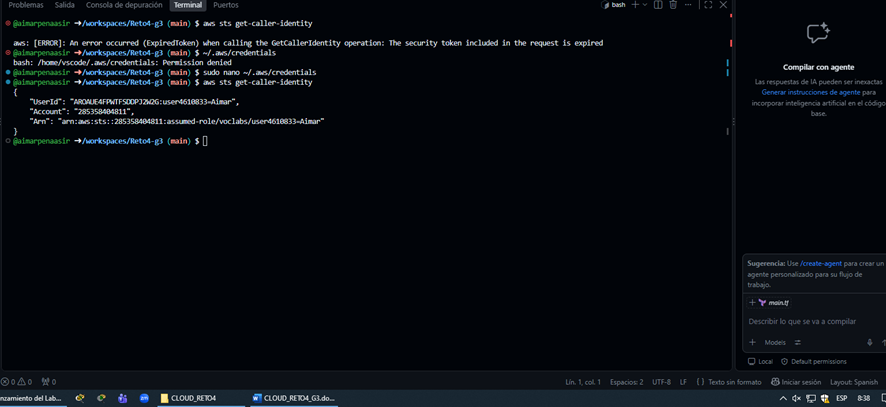 Problemas Salida Consola de depuración Terminal Puertos
bash
@aimarpenaasir ➜/workspaces/Reto4-g3 (main) $ aws sts get-caller-identity
aws: [ERROR]: An error occurred (ExpiredToken) when calling the GetCallerIdentity operation: The security token included in the request is expired
@aimarpenaasir ➜/workspaces/Reto4-g3 (main) $ ~/.aws/credentials
bash: /home/vscode/.aws/credentials: Permission denied
@aimarpenaasir ➜/workspaces/Reto4-g3 (main) $ sudo nano ~/.aws/credentials
@aimarpenaasir ➜/workspaces/Reto4-g3 (main) $ aws sts get-caller-identity
{
"UserId": "AROAUE4FPWTFSDDPJ2W2G:user4610833=Aimar",
"Account": "285358404811",
"Arn": "arn:aws:sts::285358404811:assumed-role/voclabs/user4610833=Aimar"
}
@aimarpenaasir ➜/workspaces/Reto4-g3 (main) $
Compilar con agente
Las respuestas de IA pueden ser inexactas
Generar instrucciones de agente para
incorporar inteligencia artificial en el código
base.
Sugerencia: Use /create-agent para crear un
agente personalizado para su flujo de
trabajo.
main.tf
Describir lo que se va a compilar
Models
Local Default permissions
0 0 0 Lín. 1, col. 1 Espacios: 2 UTF-8 LF {} Texto sin formato Iniciar sesión Layout: Spanish
nzamiento del Lab... zm CLOUD_RETO4 CLOUD_RETO4_G3.do... ESP 8:38